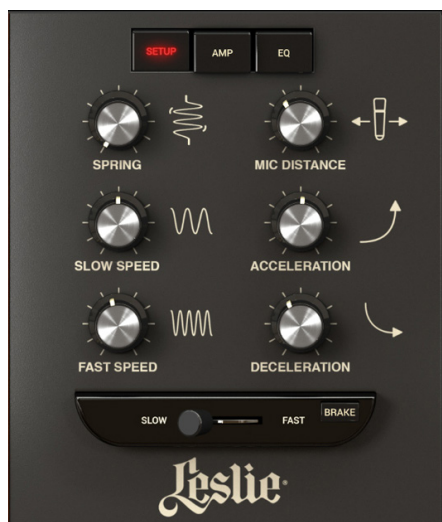 SETUP
AMP
EQ
SPRING
MIC DISTANCE
SLOW SPEED
ACCELERATION
FAST SPEED
DECELERATION
SLOW
FAST
BRAKE
Leslie